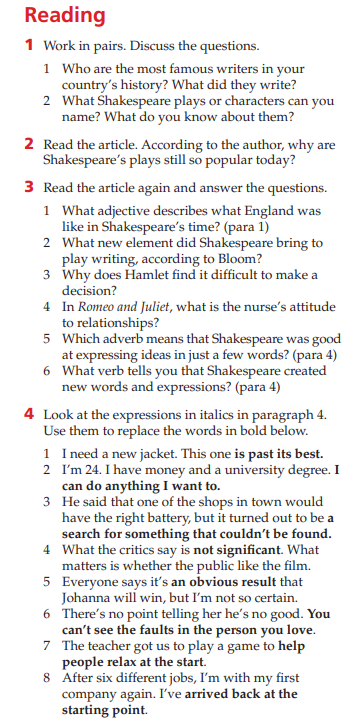 Reading
1 Work in pairs. Discuss the questions.
1 Who are the most famous writers in your
country's history? What did they write?
2 What Shakespeare plays or characters can you
name? What do you know about them?
2 Read the article. According to the author, why are
Shakespeare's plays still so popular today?
3 Read the article again and answer the questions.
1 What adjective describes what England was
like in Shakespeare's time? (para 1)
2 What new element did Shakespeare bring to
play writing, according to Bloom?
3 Why does Hamlet find it difficult to make a
decision?
4 In Romeo and Juliet, what is the nurse's attitude
to relationships?
5 Which adverb means that Shakespeare was good
at expressing ideas in just a few words? (para 4)
6 What verb tells you that Shakespeare created
new words and expressions? (para 4)
4 Look at the expressions in italics in paragraph 4.
Use them to replace the words in bold below.
1 I need a new jacket. This one is past its best.
2 I'm 24. I have money and a university degree. I
can do anything I want to.
3 He said that one of the shops in town would
have the right battery, but it turned out to be a
search for something that couldn't be found.
4 What the critics say is not significant. What
matters is whether the public like the film.
5 Everyone says it's an obvious result that
Johanna will win, but I'm not so certain.
6 There's no point telling her he's no good. You
can't see the faults in the person you love.
7 The teacher got us to play a game to help
people relax at the start.
8 After six different jobs, I'm with my first
company again. I've arrived back at the
starting point.